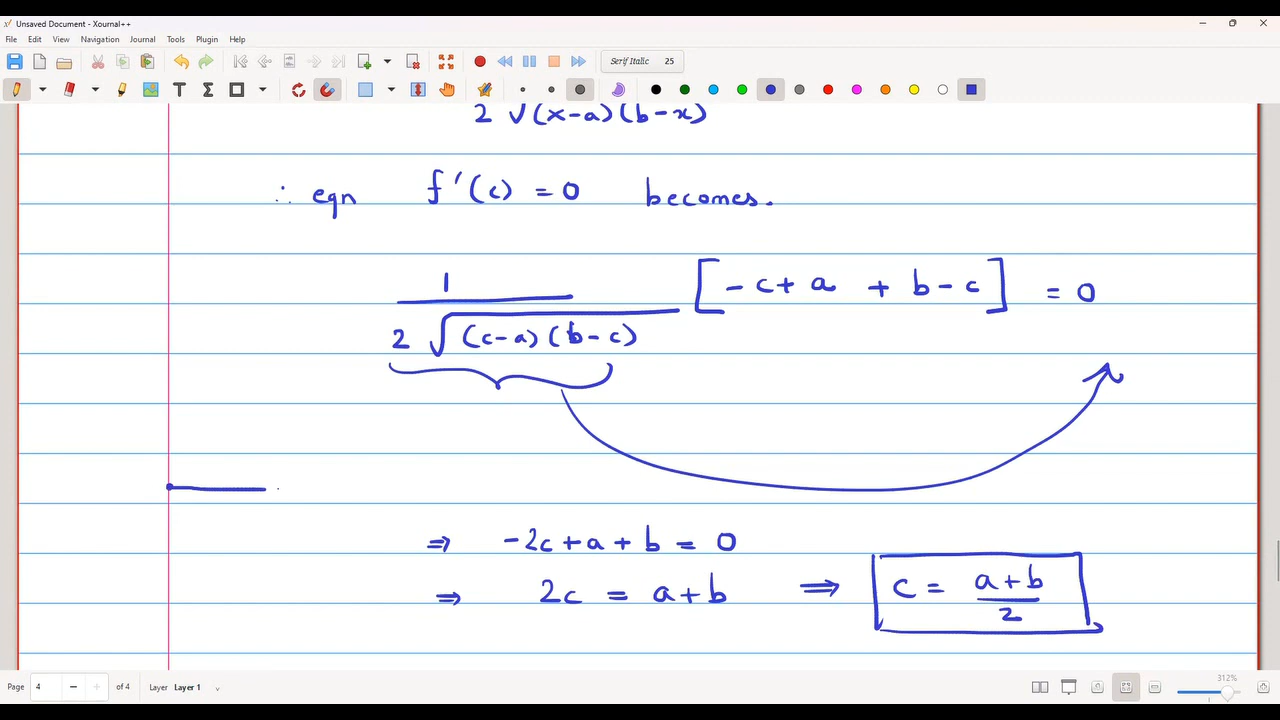 Unsaved Document - Xournal++
File Edit View Navigation Journal Tools Plugin Help
Serif Italic 25
2 √(x-a)(b-x)
∴ eqn f'(c) = 0 becomes.
1
[-c+a + b-c] = 0
2 √(c-a)(b-c)
⇒ -2c+a+b = 0
⇒ 2c = a+b ⇒ c = a+b
2
Page 4 of 4 Layer Layer 1 312%